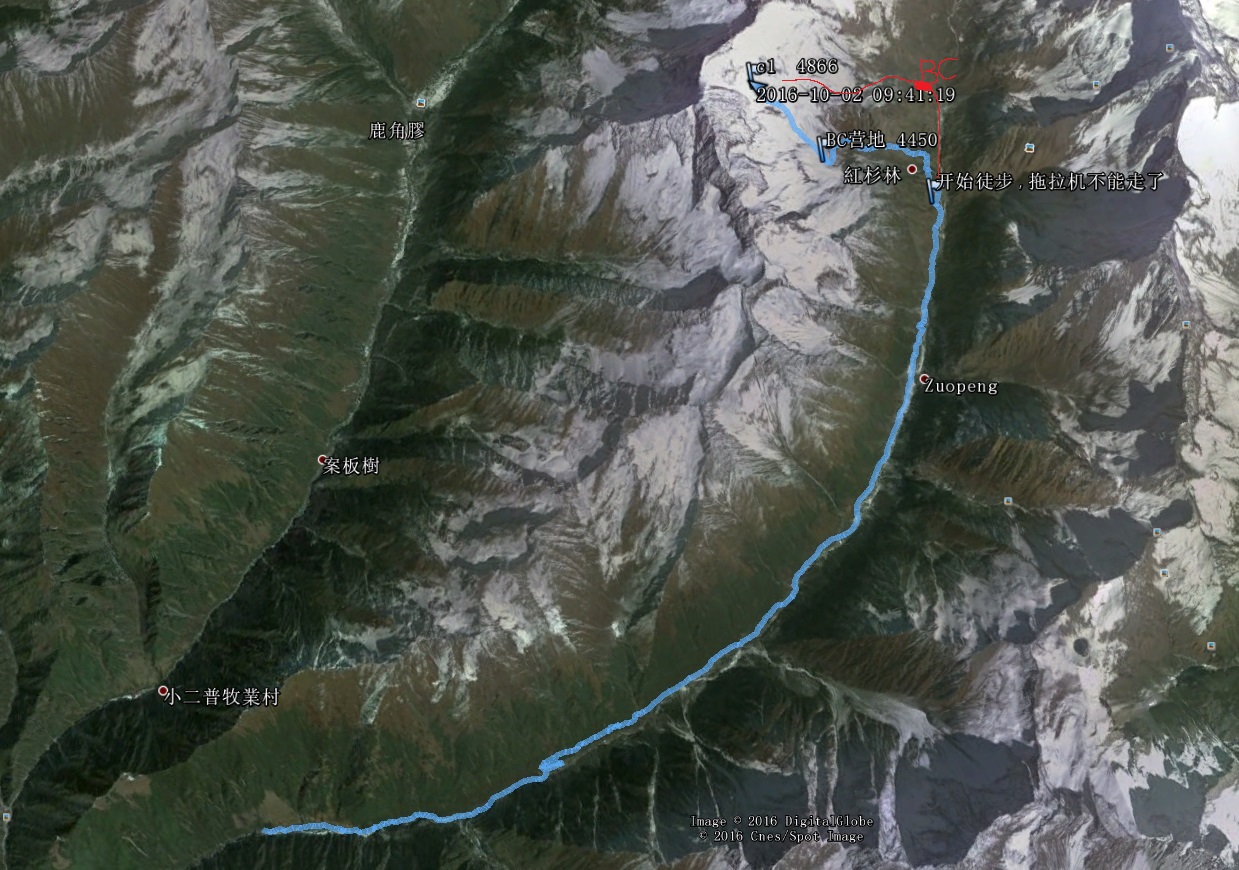 c1 4866
BC
2016-10-02 09:41:19
鹿角膠
BC营地 4450
紅杉林
开始徒步，拖拉机不能走了
Zuopeng
案板樹
小二普牧業村
Image © 2016 DigitalGlobe
© 2016 Cnes/Spot Image